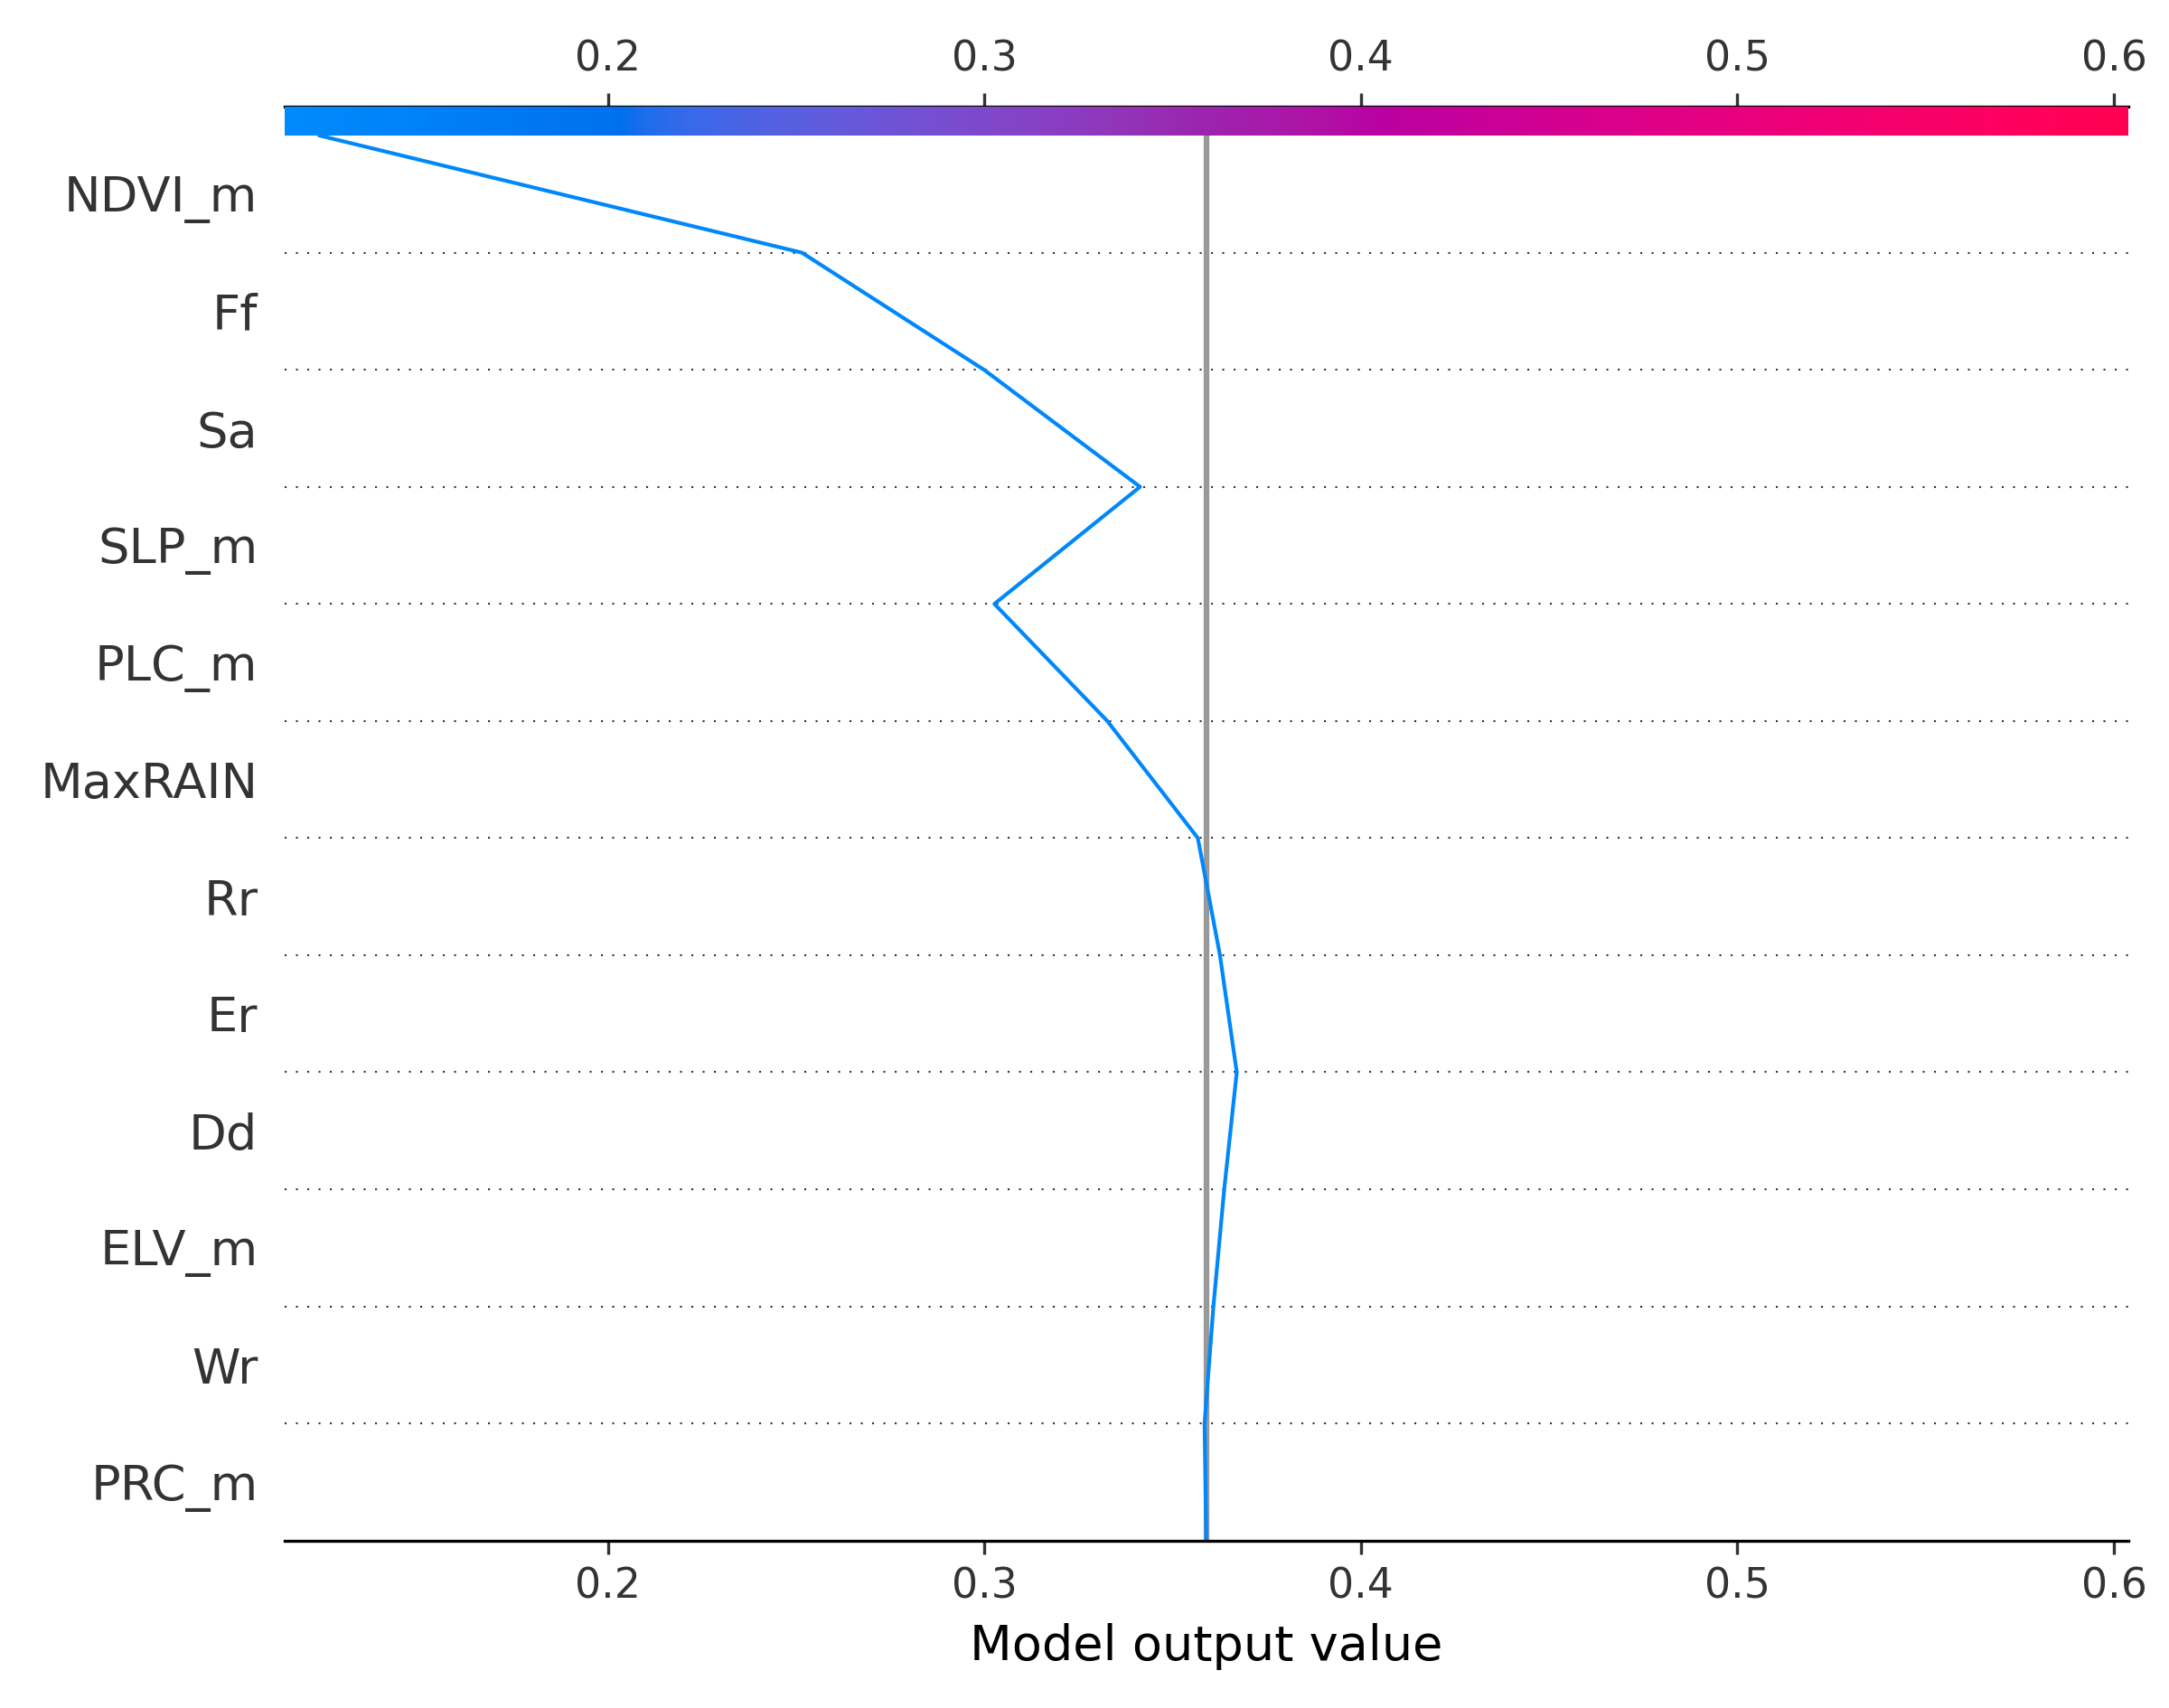 0.2 0.3 0.4 0.5 0.6
NDVI_m
Ff
Sa
SLP_m
PLC_m
MaxRAIN
Rr
Er
Dd
ELV_m
Wr
PRC_m
0.2 0.3 0.4 0.5 0.6
Model output value